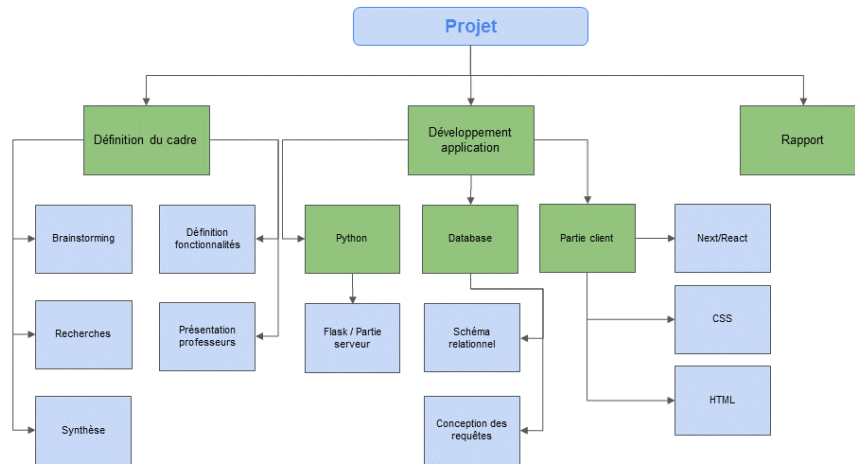 Projet
Définition du cadre
Développement
application
Rapport
Brainstorming
Définition
fonctionnalités
Python
Database
Partie client
Next/React
Recherches
Présentation
professeurs
Flask / Partie
serveur
Schéma
relationnel
CSS
Synthèse
Conception des
requêtes
HTML